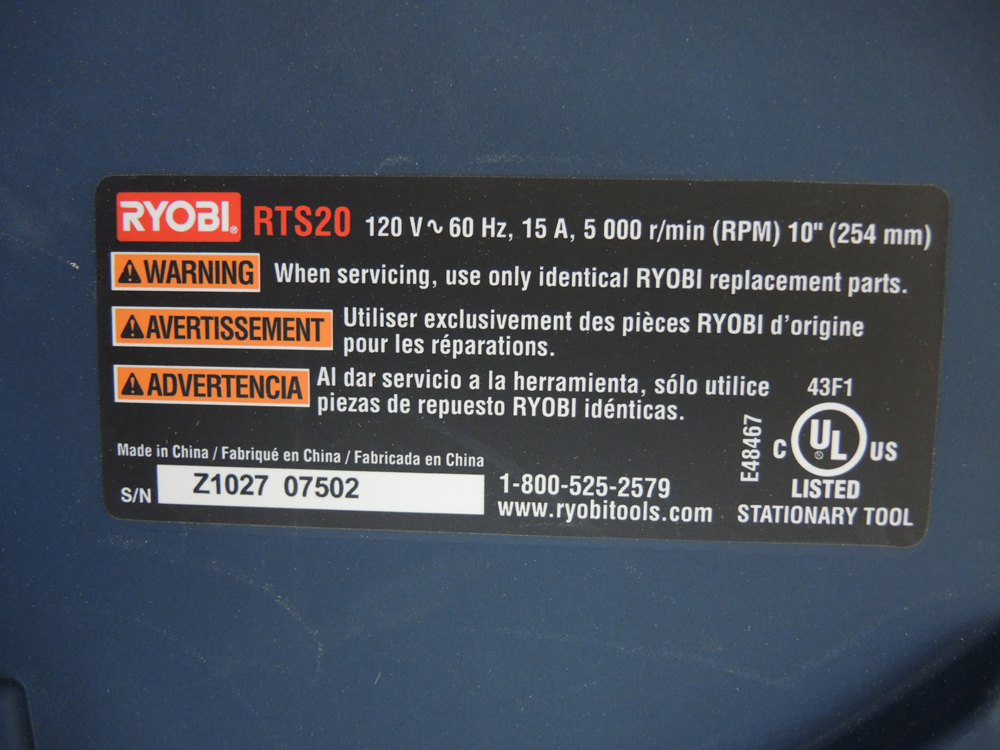 RYOBI® RTS20 120 V~ 60 Hz, 15 A, 5 000 r/min (RPM) 10" (254 mm)
WARNING When servicing, use only identical RYOBI replacement parts.
AVERTISSEMENT Utiliser exclusivement des pièces RYOBI d'origine
pour les réparations.
ADVERTENCIA Al dar servicio a la herramienta, sólo utilice
piezas de repuesto RYOBI idénticas.
43F1
E48467
C UL® US
LISTED
STATIONARY TOOL
Made in China / Fabriqué en China / Fabricada en China
S/N Z1027 07502
1-800-525-2579
www.ryobitools.com